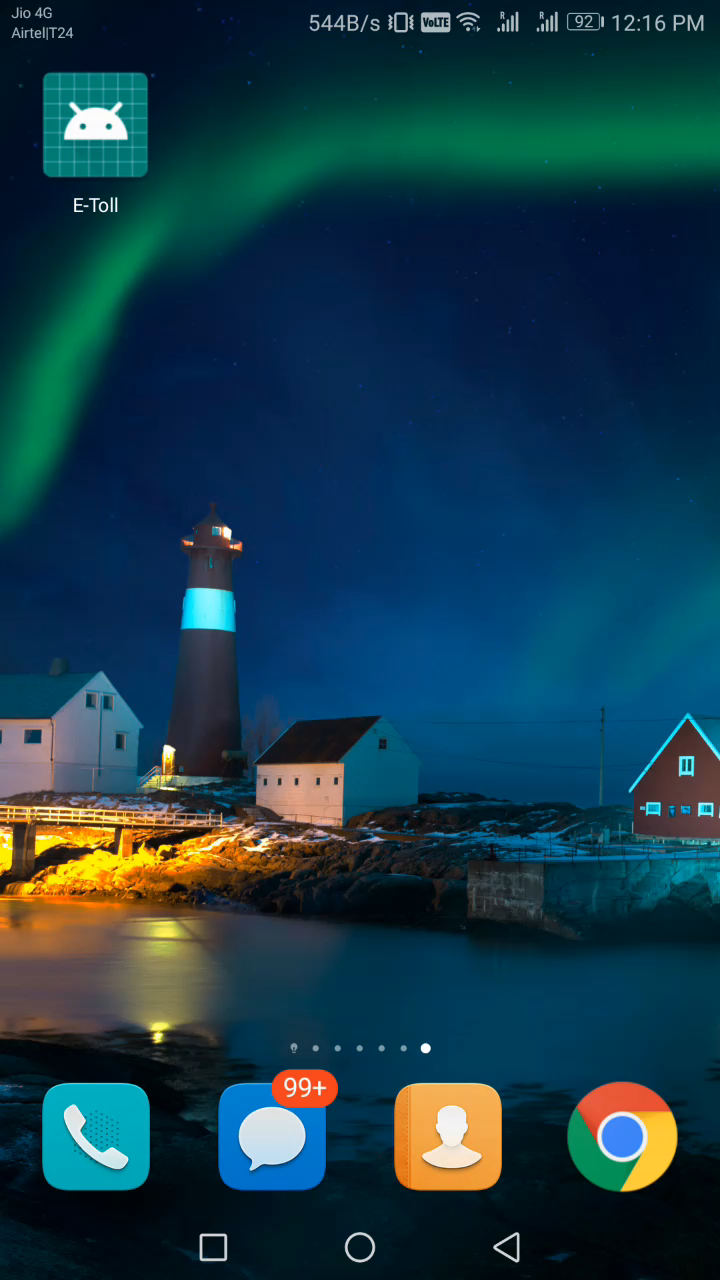 Jio 4G
Airtel|T24
544B/s VoLTE R R 92 12:16 PM
E-Toll
99+